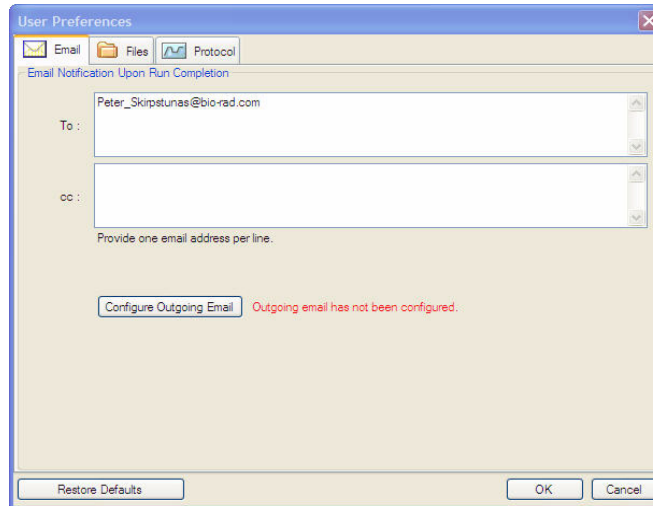 User Preferences
Email Files Protocol
Email Notification Upon Run Completion
To :
Peter_Skirpstunas@bio-rad.com
cc :
Provide one email address per line.
Configure Outgoing Email Outgoing email has not been configured.
Restore Defaults OK Cancel